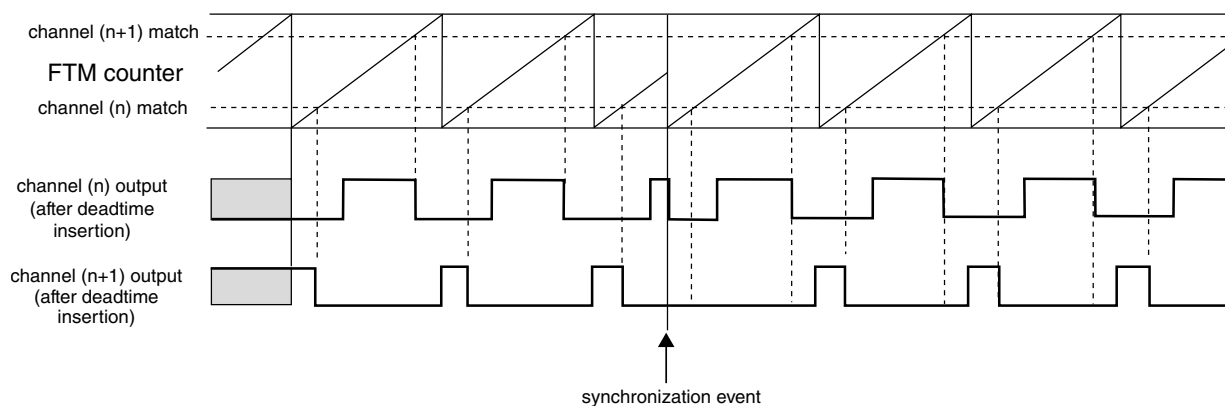 channel (n+1) match
FTM counter
channel (n) match
channel (n) output
(after deadtime
insertion)
channel (n+1) output
(after deadtime
insertion)
synchronization event